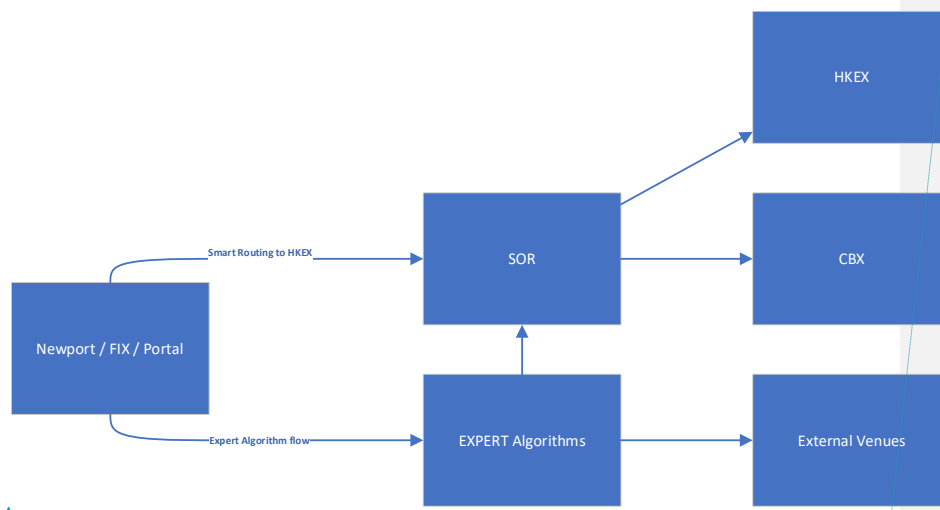 HKEX
Smart Routing to HKEX
SOR
CBX
Newport / FIX / Portal
Expert Algorithm flow
EXPERT Algorithms
External Venues